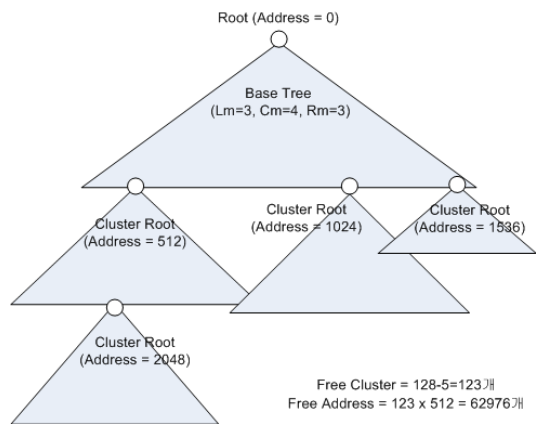 Root (Address = 0)
Base Tree
(Lm=3, Cm=4, Rm=3)
Cluster Root
(Address = 512)
Cluster Root
(Address = 1024)
Cluster Root
(Address = 1536)
Cluster Root
(Address = 2048)
Free Cluster = 128-5=123개
Free Address = 123 x 512 = 62976개